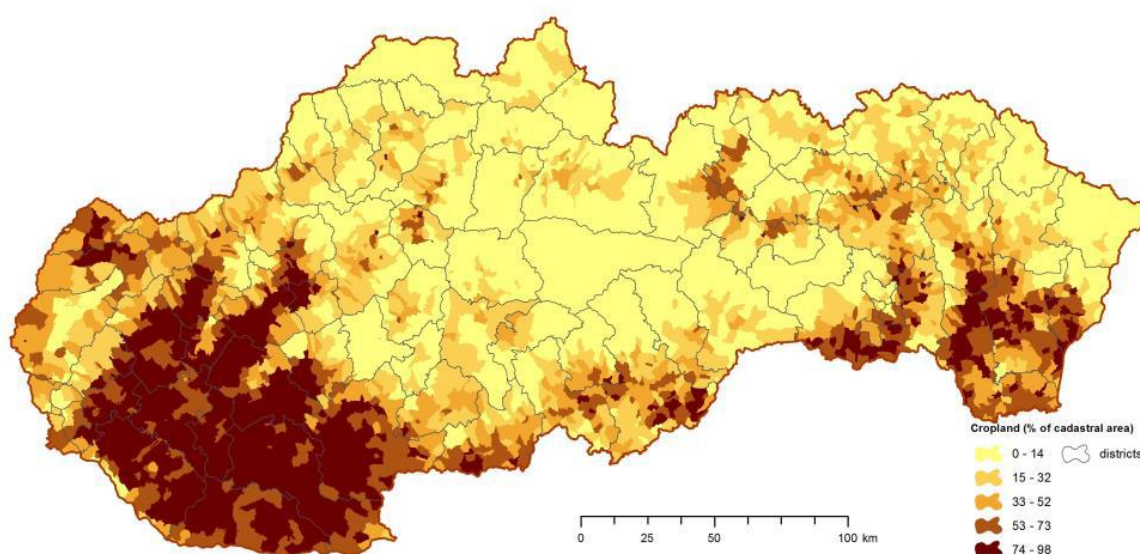 Cropland (% of cadastral area)
0 - 14 districts
15 - 32
33 - 52
53 - 73
74 - 98
0 25 50 100 km